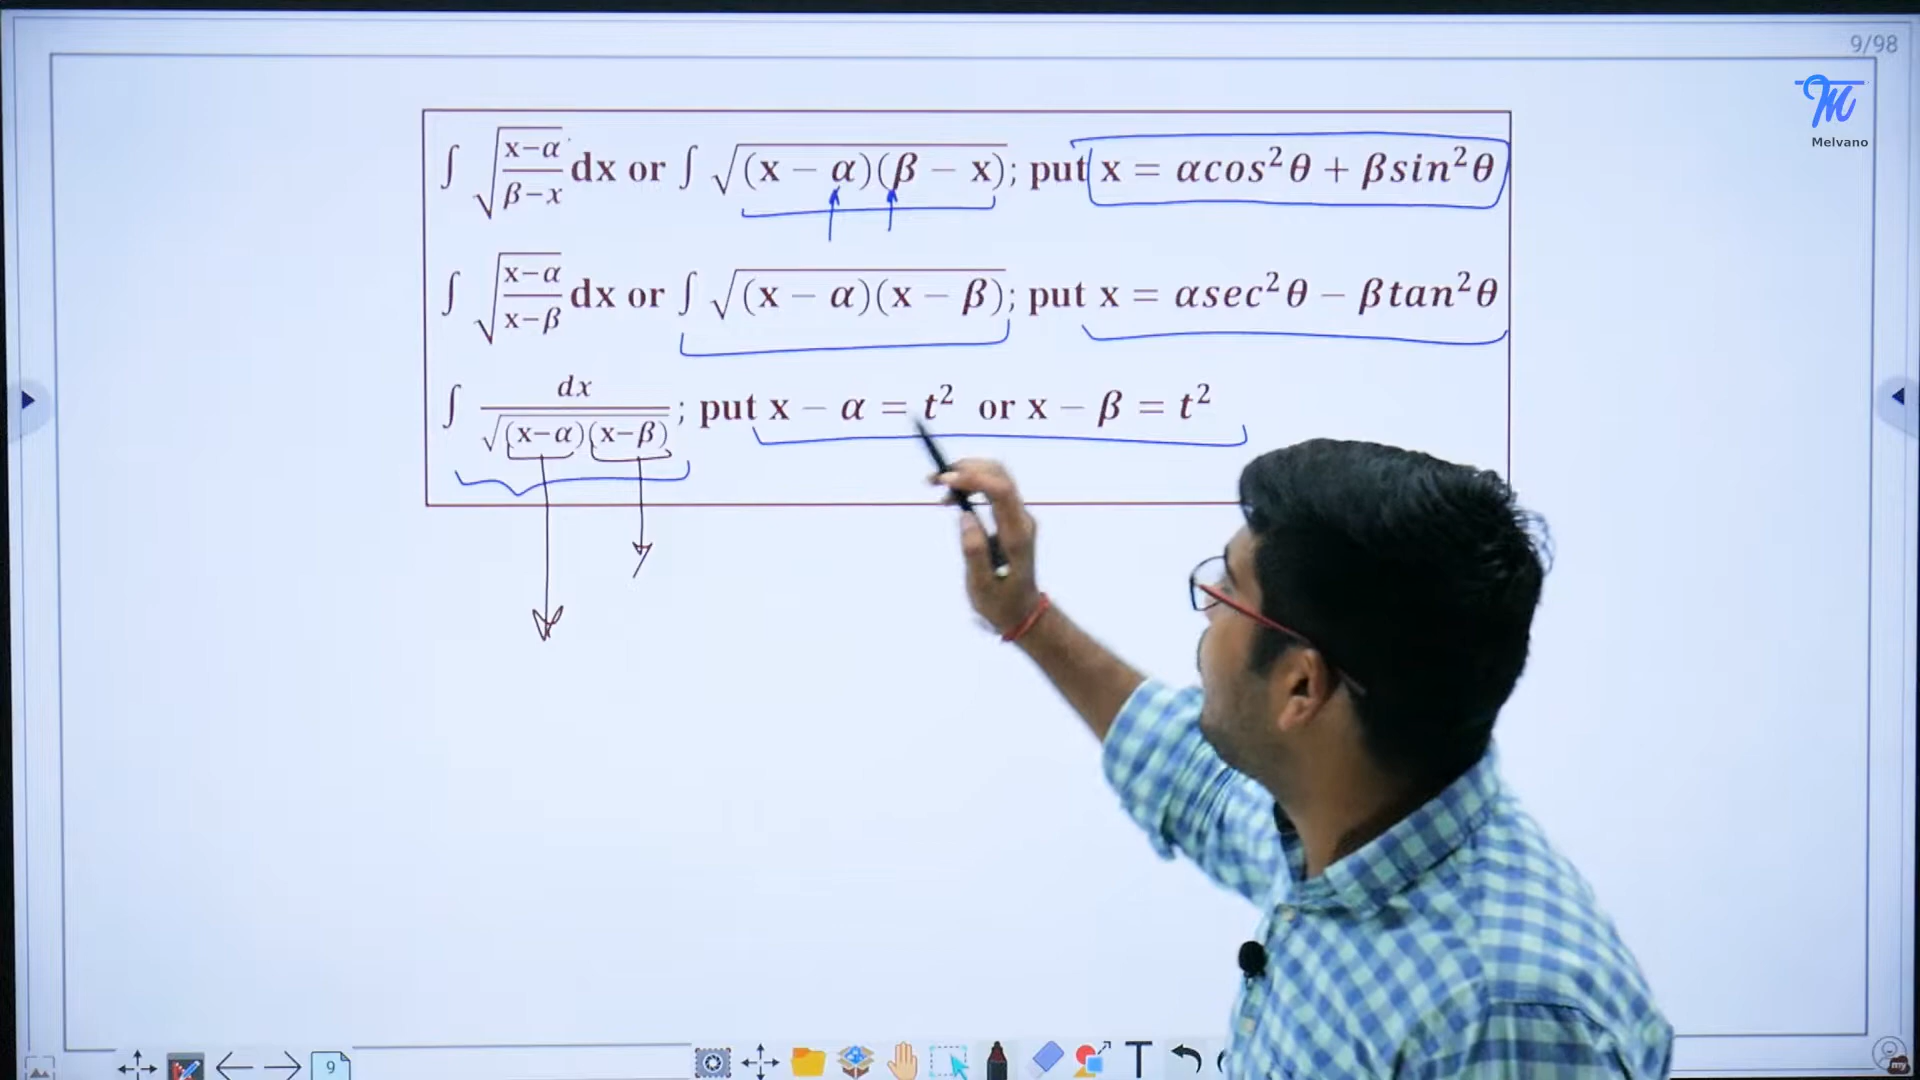 9/98
Melvano
∫ √((x−α)/(β−x)) dx or ∫ √((x − α)(β − x)); put x = αcos²θ + βsin²θ
∫ √((x−α)/(x−β)) dx or ∫ √((x − α)(x − β)); put x = αsec²θ − βtan²θ
∫ dx/√((x−α)(x−β)); put x − α = t² or x − β = t²
9
T
my